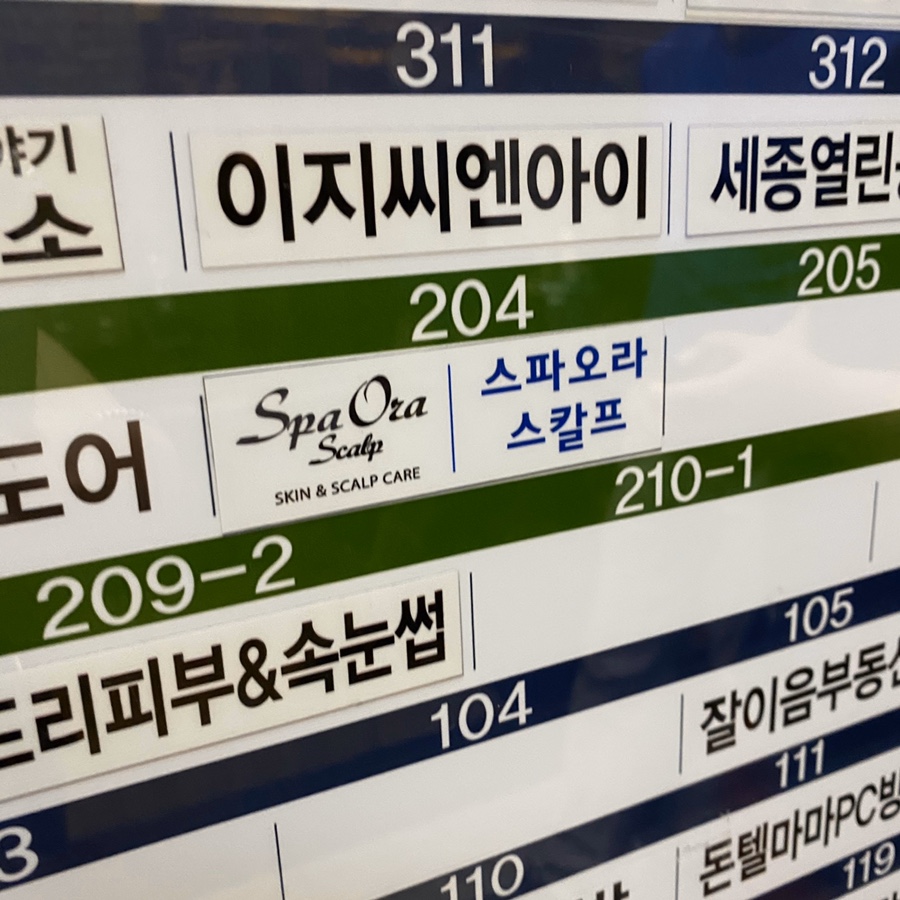 311 312
야기
소
이지씨엔아이
세종열린
204 205
도어
Spa Ora
Scalp
SKIN & SCALP CARE
스파오라
스칼프
209-2 210-1
드리피부&속눈썹
104 105
잘이음부동산
3 110 111
돈텔마마PC방
119